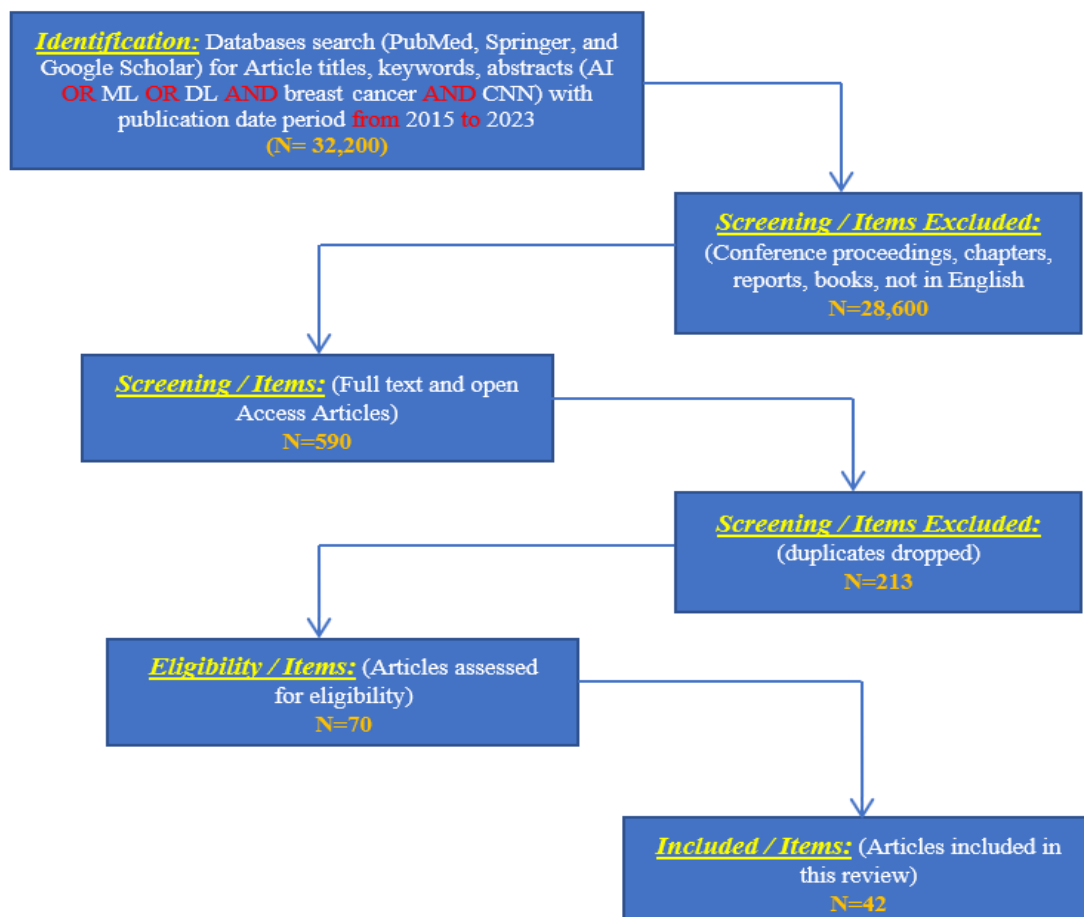 Identification: Databases search (PubMed, Springer, and
Google Scholar) for Article titles, keywords, abstracts (AI
OR ML OR DL AND breast cancer AND CNN) with
publication date period from 2015 to 2023
(N= 32,200)
Screening / Items Excluded:
(Conference proceedings, chapters,
reports, books, not in English
N=28,600
Screening / Items: (Full text and open
Access Articles)
N=590
Screening / Items Excluded:
(duplicates dropped)
N=213
Eligibility / Items: (Articles assessed
for eligibility)
N=70
Included / Items: (Articles included in
this review)
N=42